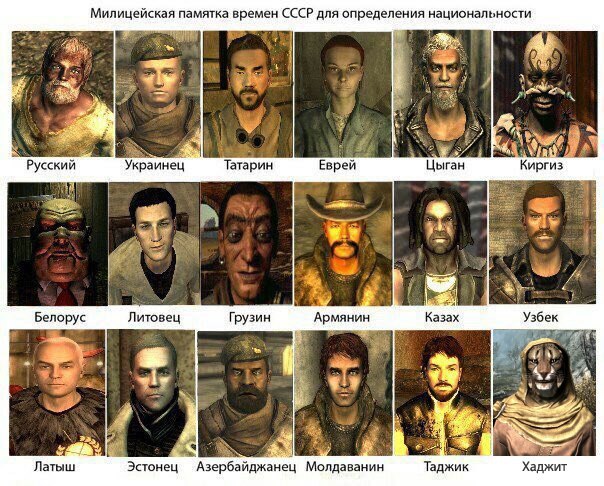 Милицейская памятка времен СССР для определения национальности
Русский Украинец Татарин Еврей Цыган Киргиз
Белорус Литовец Грузин Армянин Казах Узбек
Латыш Эстонец Азербайджанец Молдаванин Таджик Хаджит